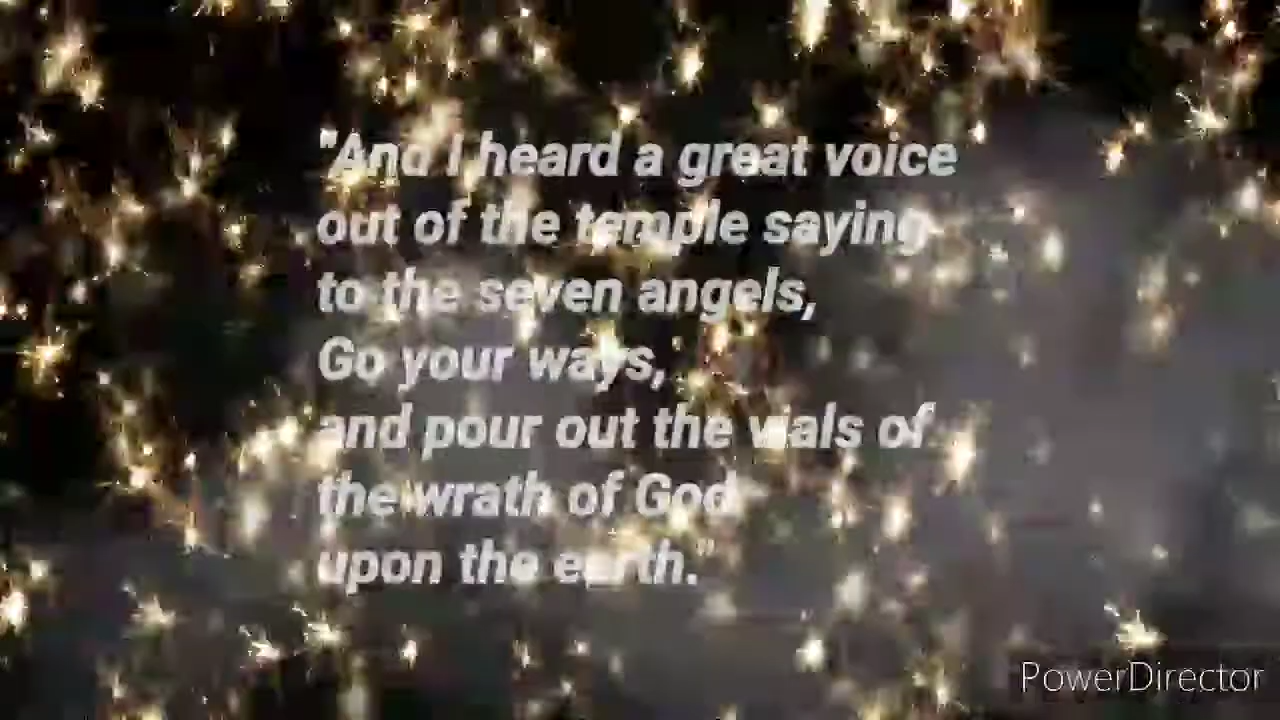 "And I heard a great voice
out of the temple saying
to the seven angels,
Go your ways,
and pour out the vials of
the wrath of God
upon the earth."
PowerDirector